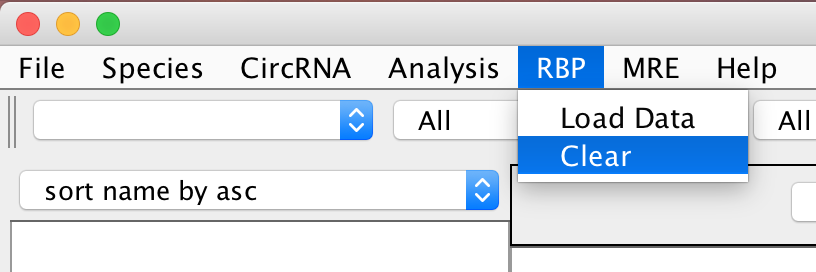 File Species CircRNA Analysis RBP MRE Help
All Load Data All
Clear
sort name by asc